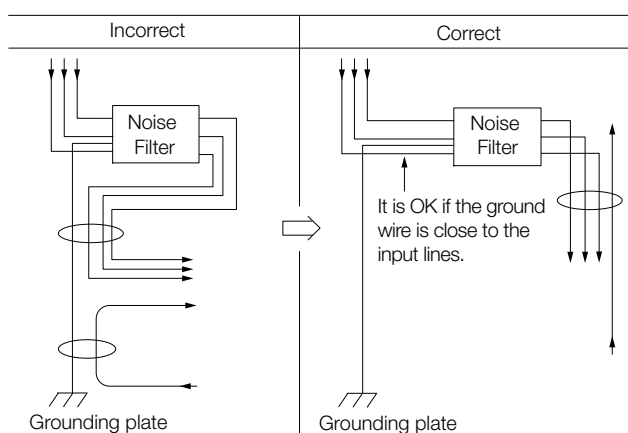 Incorrect
Correct
Noise
Filter
Noise
Filter
It is OK if the ground
wire is close to the
input lines.
Grounding plate
Grounding plate